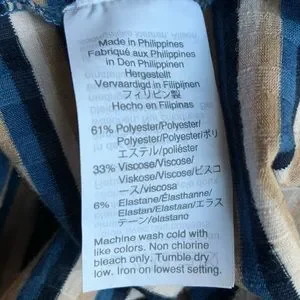 Made in Philippines
Fabriqué aux Philippines
in Den Philippinen
Hergestellt
Vervaardigd in Filipijnen
フィリピン製
Hecho en Filipinas
61% Polyester/Polyester/
Polyester/Polyester/ポリ
エステル/poliéster
33% Viscose/Viscose/
Viskose/Viscose/ビスコ
ース/viscosa
6% Elastane/Élasthanne/
Elastan/Elastaan/エラス
テーン/elastano
Machine wash cold with
like colors. Non chlorine
bleach only. Tumble dry
low. Iron on lowest setting.